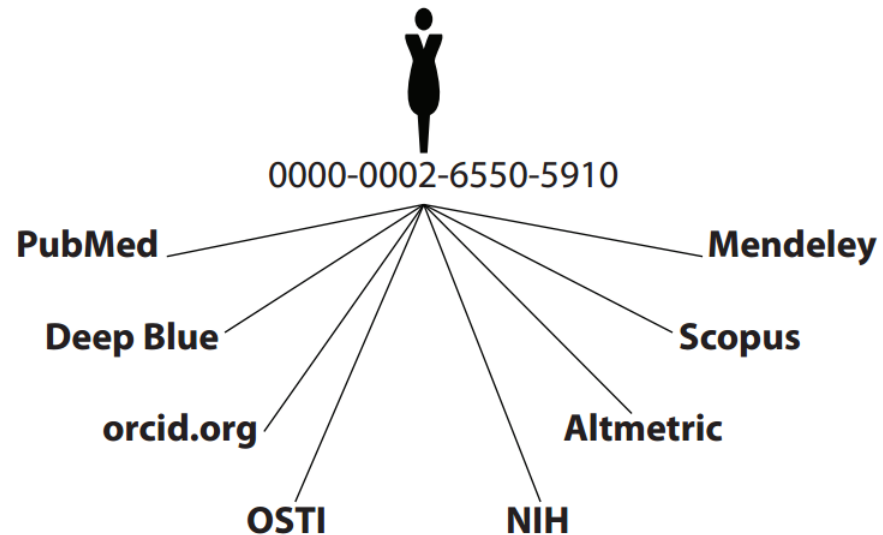 0000-0002-6550-5910
PubMed
Mendeley
Deep Blue
Scopus
orcid.org
Altmetric
OSTI
NIH